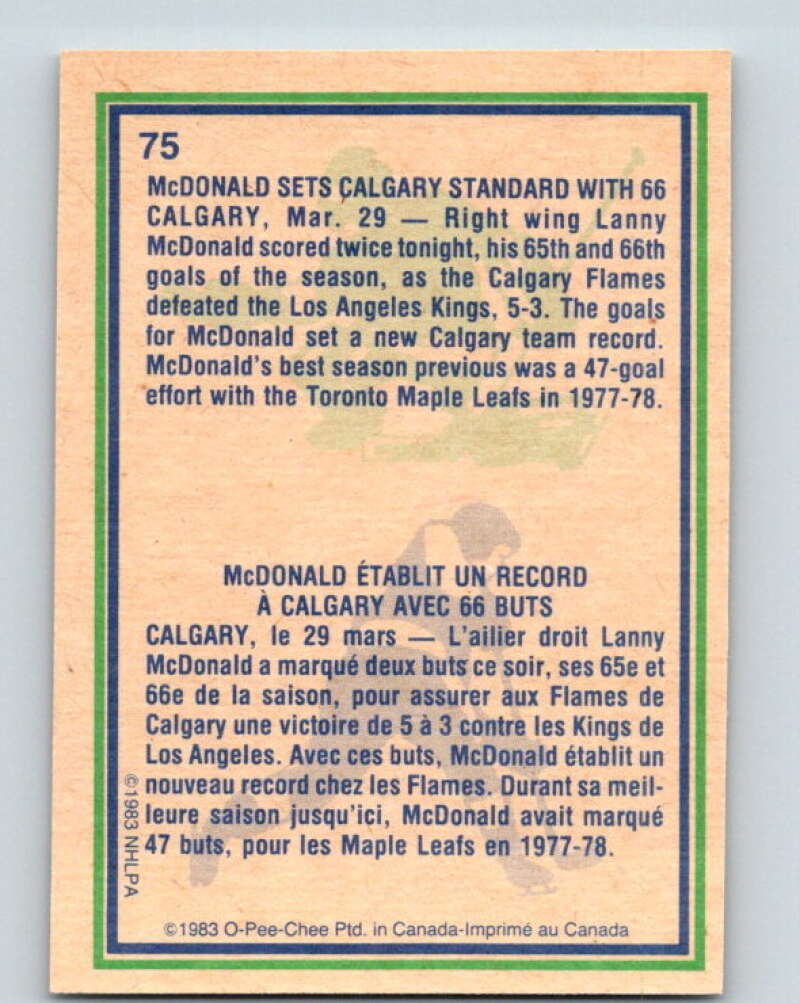 75
McDONALD SETS CALGARY STANDARD WITH 66
CALGARY, Mar. 29 — Right wing Lanny
McDonald scored twice tonight, his 65th and 66th
goals of the season, as the Calgary Flames
defeated the Los Angeles Kings, 5-3. The goals
for McDonald set a new Calgary team record.
McDonald's best season previous was a 47-goal
effort with the Toronto Maple Leafs in 1977-78.
McDONALD ÉTABLIT UN RECORD
À CALGARY AVEC 66 BUTS
CALGARY, le 29 mars — L'ailier droit Lanny
McDonald a marqué deux buts ce soir, ses 65e et
66e de la saison, pour assurer aux Flames de
Calgary une victoire de 5 à 3 contre les Kings de
Los Angeles. Avec ces buts, McDonald établit un
nouveau record chez les Flames. Durant sa meil-
leure saison jusqu'ici, McDonald avait marqué
47 buts, pour les Maple Leafs en 1977-78.
©1983 NHLPA
©1983 O-Pee-Chee Ptd. in Canada-Imprimé au Canada